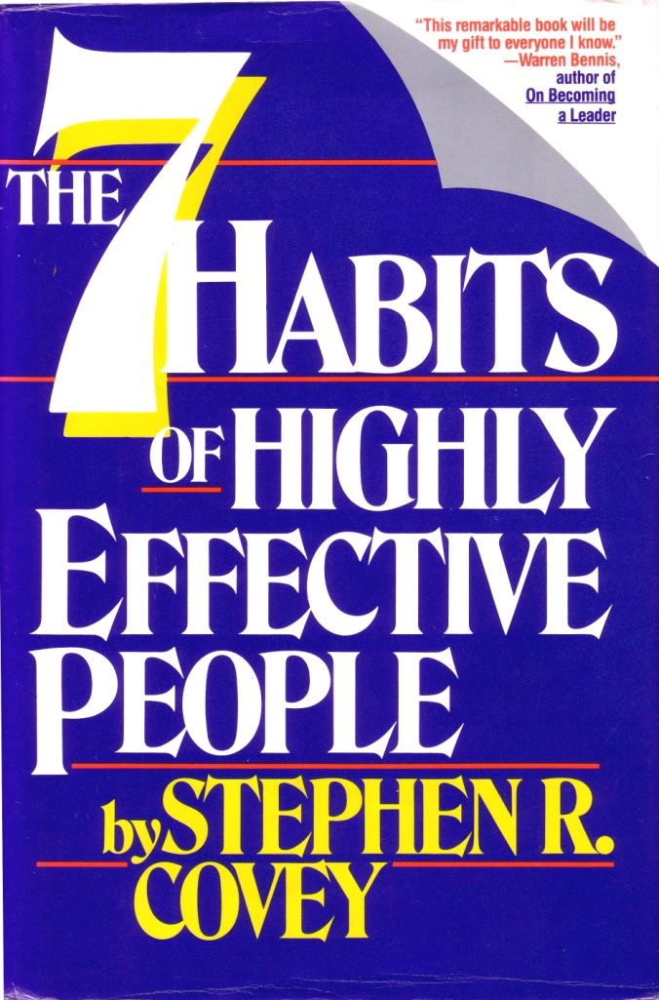 “This remarkable book will be
my gift to everyone I know.”
—Warren Bennis,
author of
On Becoming
a Leader
THE 7 HABITS
OF HIGHLY
EFFECTIVE
PEOPLE
by STEPHEN R.
COVEY